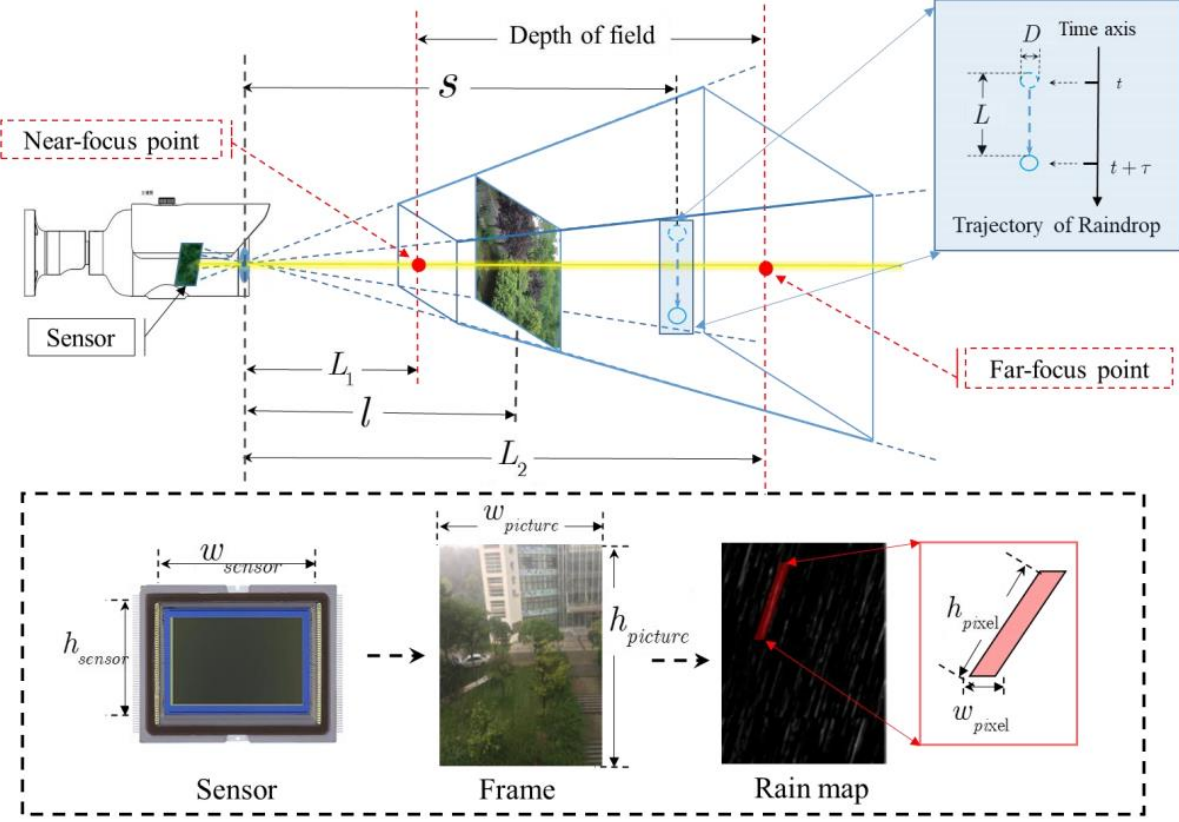 Depth of field
s
Near-focus point
Sensor
L1
l
L2
Far-focus point
D
Time axis
t
L
t + τ
Trajectory of Raindrop
wsensor
hsensor
Sensor
wpicture
hpicture
Frame
Rain map
hpixel
wpixel